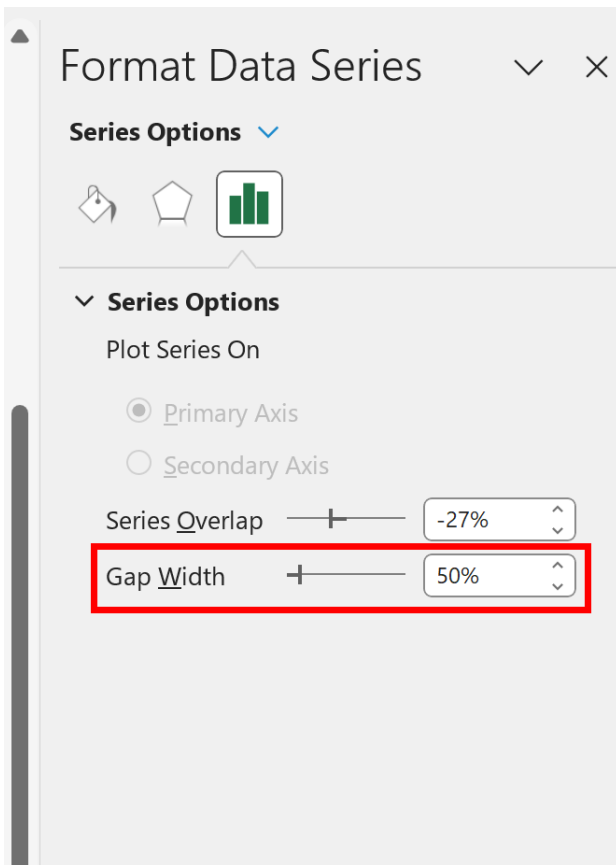 Format Data Series
Series Options
Series Options
Plot Series On
Primary Axis
Secondary Axis
Series Overlap -27%
Gap Width 50%